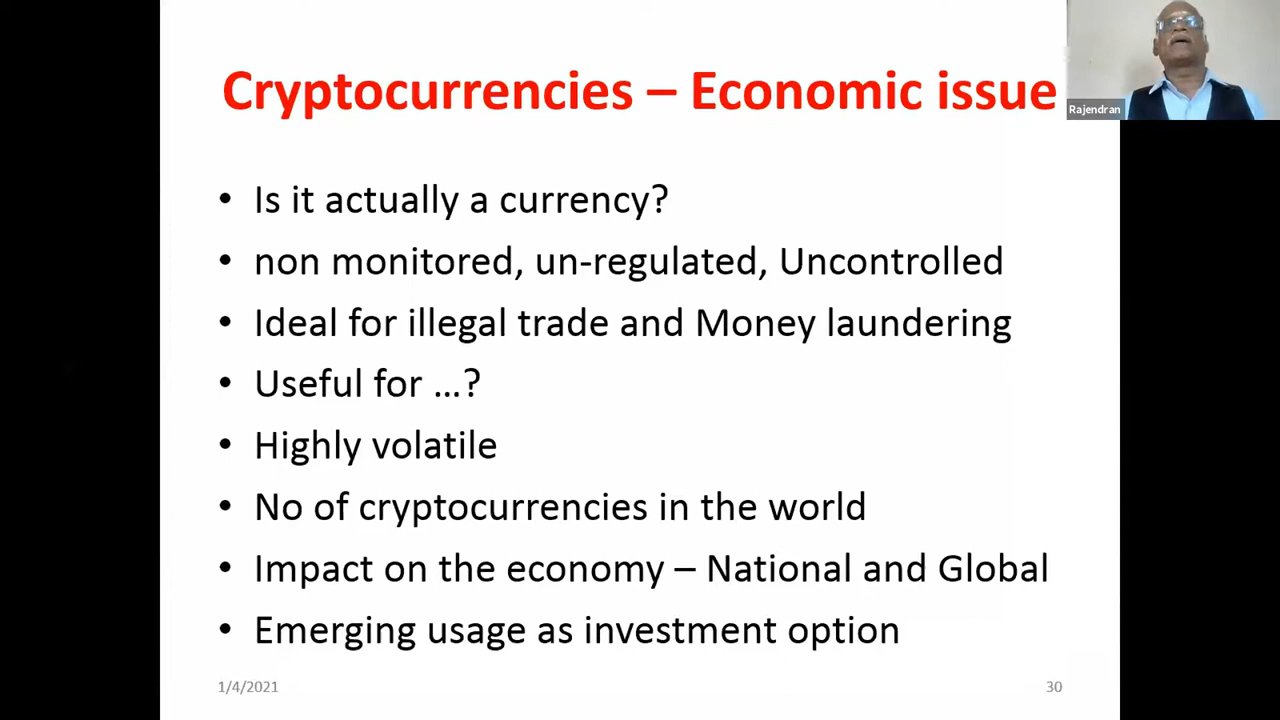 Cryptocurrencies – Economic issue
Rajendran
• Is it actually a currency?
• non monitored, un-regulated, Uncontrolled
• Ideal for illegal trade and Money laundering
• Useful for ...?
• Highly volatile
• No of cryptocurrencies in the world
• Impact on the economy – National and Global
• Emerging usage as investment option
1/4/2021
30